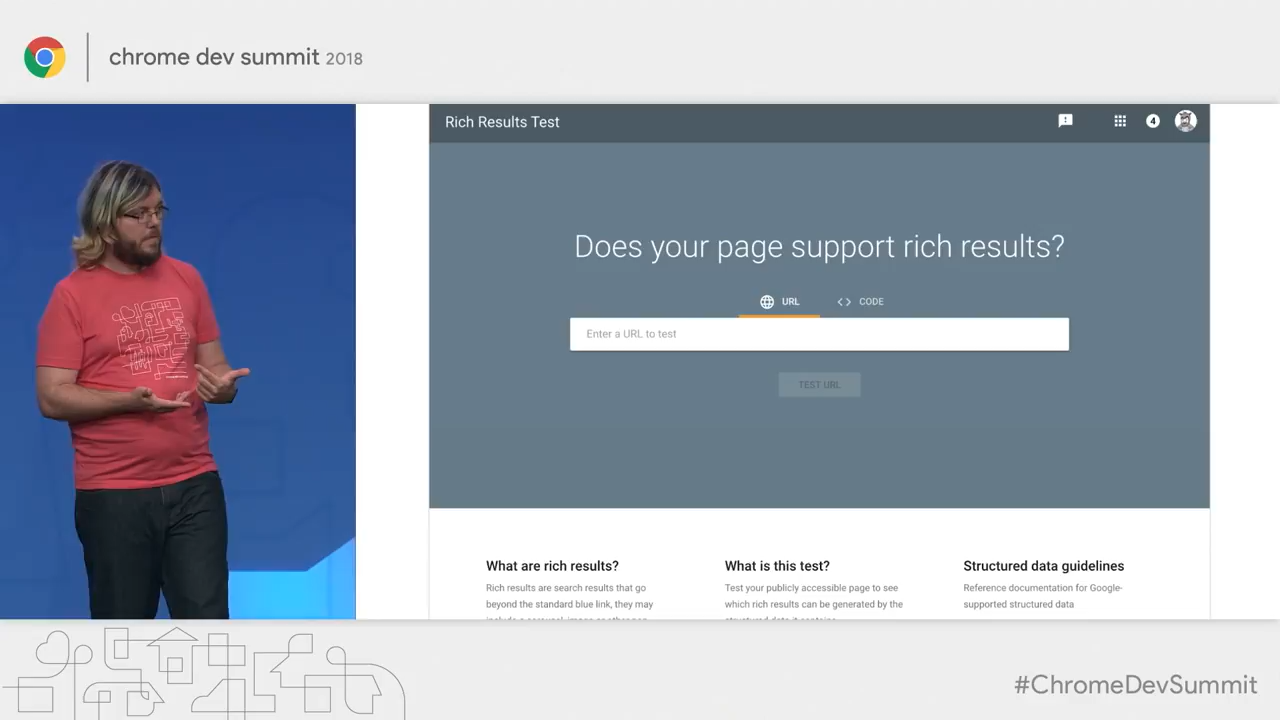 chrome dev summit 2018
Rich Results Test
4
Does your page support rich results?
URL
<> CODE
Enter a URL to test
TEST URL
What are rich results?
Rich results are search results that go
beyond the standard blue link, they may
What is this test?
Test your publicly accessible page to see
which rich results can be generated by the
Structured data guidelines
Reference documentation for Google-
supported structured data
#ChromeDevSummit